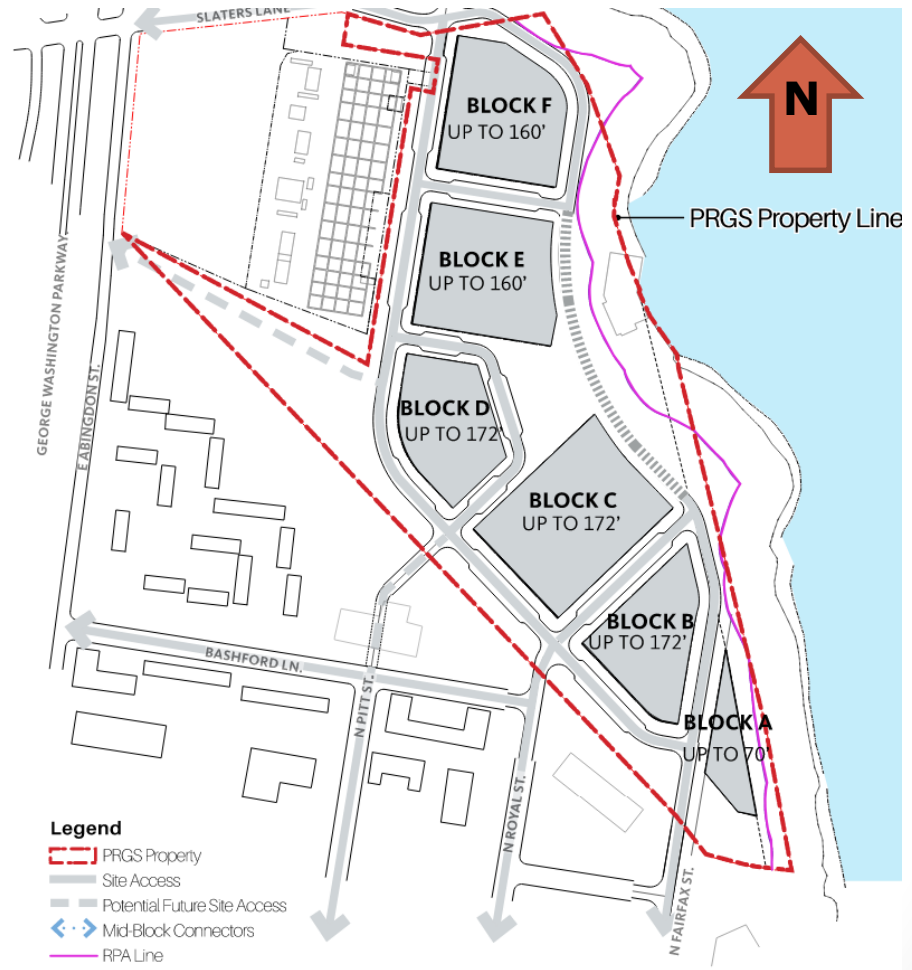 SLATERS LANE
N
BLOCK F
UP TO 160’
PRGS Property Line
BLOCK E
UP TO 160’
GEORGE WASHINGTON PARKWAY
E ABINGDON ST.
BLOCK D
UP TO 172’
BLOCK C
UP TO 172’
BLOCK B
UP TO 172’
BASHFORD LN.
N PITT ST.
BLOCK A
UP TO 70’
N ROYAL ST.
N FAIRFAX ST.
Legend
PRGS Property
Site Access
Potential Future Site Access
Mid-Block Connectors
RPA Line